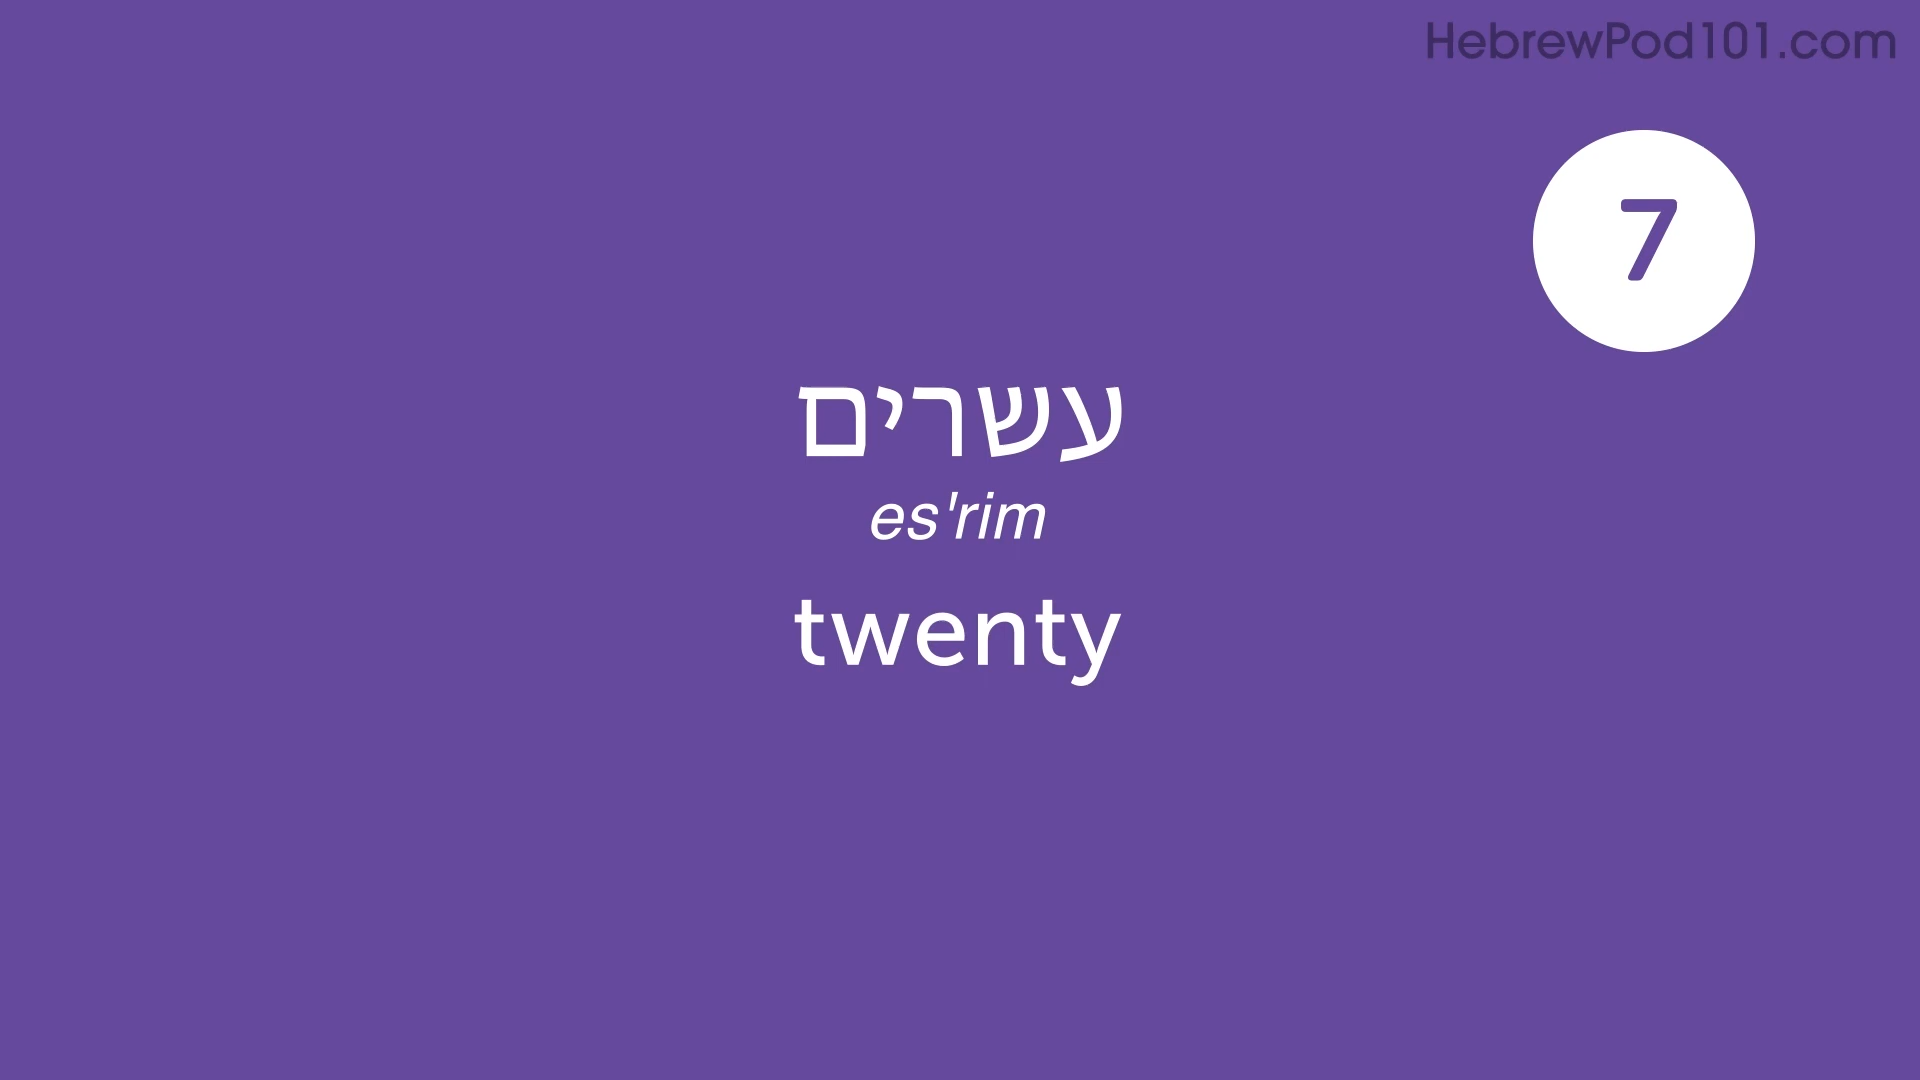 HebrewPod101.com
7
עשרים
es'rim
twenty